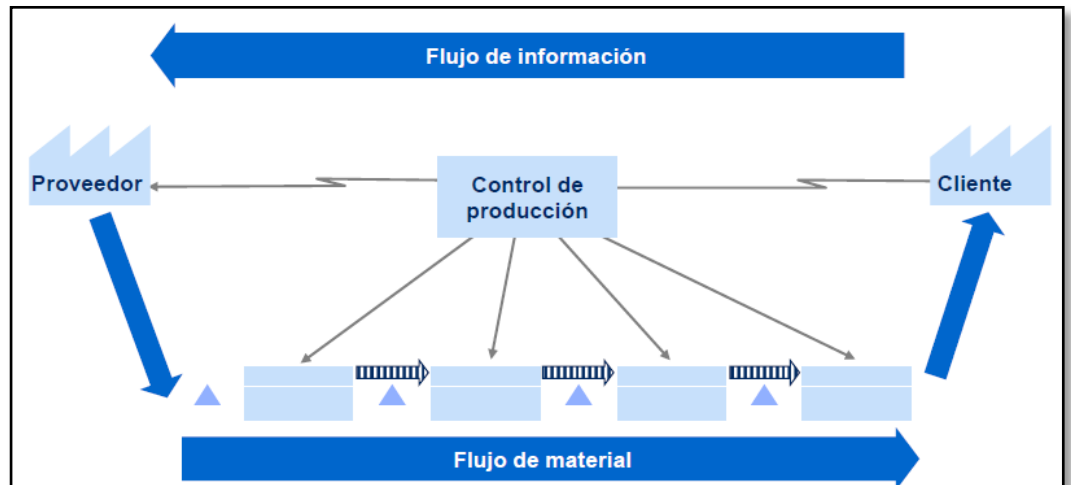 Flujo de información
Proveedor
Control de
producción
Cliente
Flujo de material